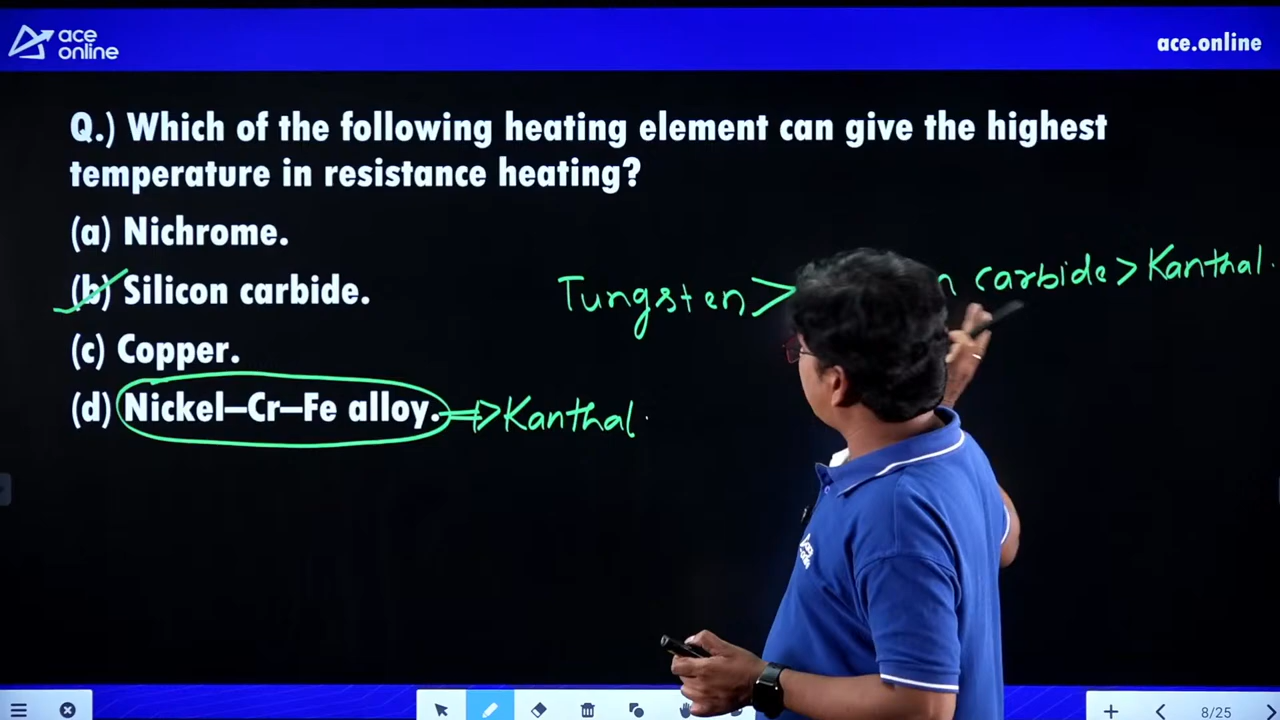 ace
online
ace.online
Q.) Which of the following heating element can give the highest
temperature in resistance heating?
(a) Nichrome.
(b) Silicon carbide.
Tungsten > n carbide > Kanthal.
(c) Copper.
(d) Nickel–Cr–Fe alloy. ⇒ Kanthal.
8/25